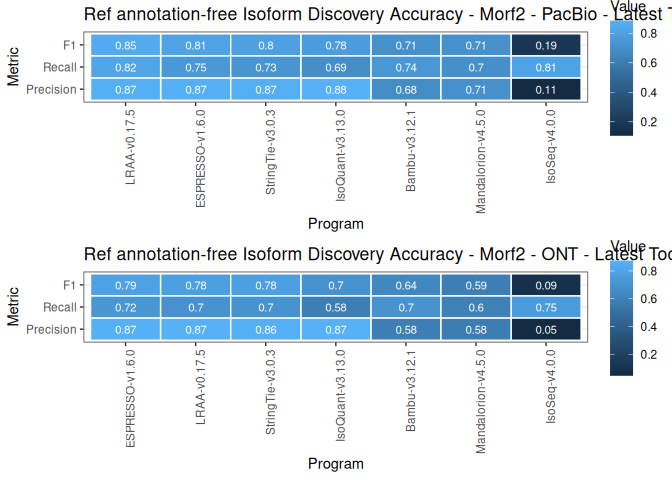 Ref annotation-free Isoform Discovery Accuracy - Morf2 - PacBio - Latest
Value
F1 0.85 0.81 0.8 0.78 0.71 0.71 0.19
Recall 0.82 0.75 0.73 0.69 0.74 0.7 0.81
Precision 0.87 0.87 0.87 0.88 0.68 0.71 0.11
Metric
0.8
0.6
0.4
0.2
LRAA-v0.17.5
ESPRESSO-v1.6.0
StringTie-v3.0.3
IsoQuant-v3.13.0
Bambu-v3.12.1
Mandalorion-v4.5.0
IsoSeq-v4.0.0
Program
Ref annotation-free Isoform Discovery Accuracy - Morf2 - ONT - Latest Too
Value
F1 0.79 0.78 0.78 0.7 0.64 0.59 0.09
Recall 0.72 0.7 0.7 0.58 0.7 0.6 0.75
Precision 0.87 0.87 0.86 0.87 0.58 0.58 0.05
Metric
0.8
0.6
0.4
0.2
ESPRESSO-v1.6.0
LRAA-v0.17.5
StringTie-v3.0.3
IsoQuant-v3.13.0
Bambu-v3.12.1
Mandalorion-v4.5.0
IsoSeq-v4.0.0
Program